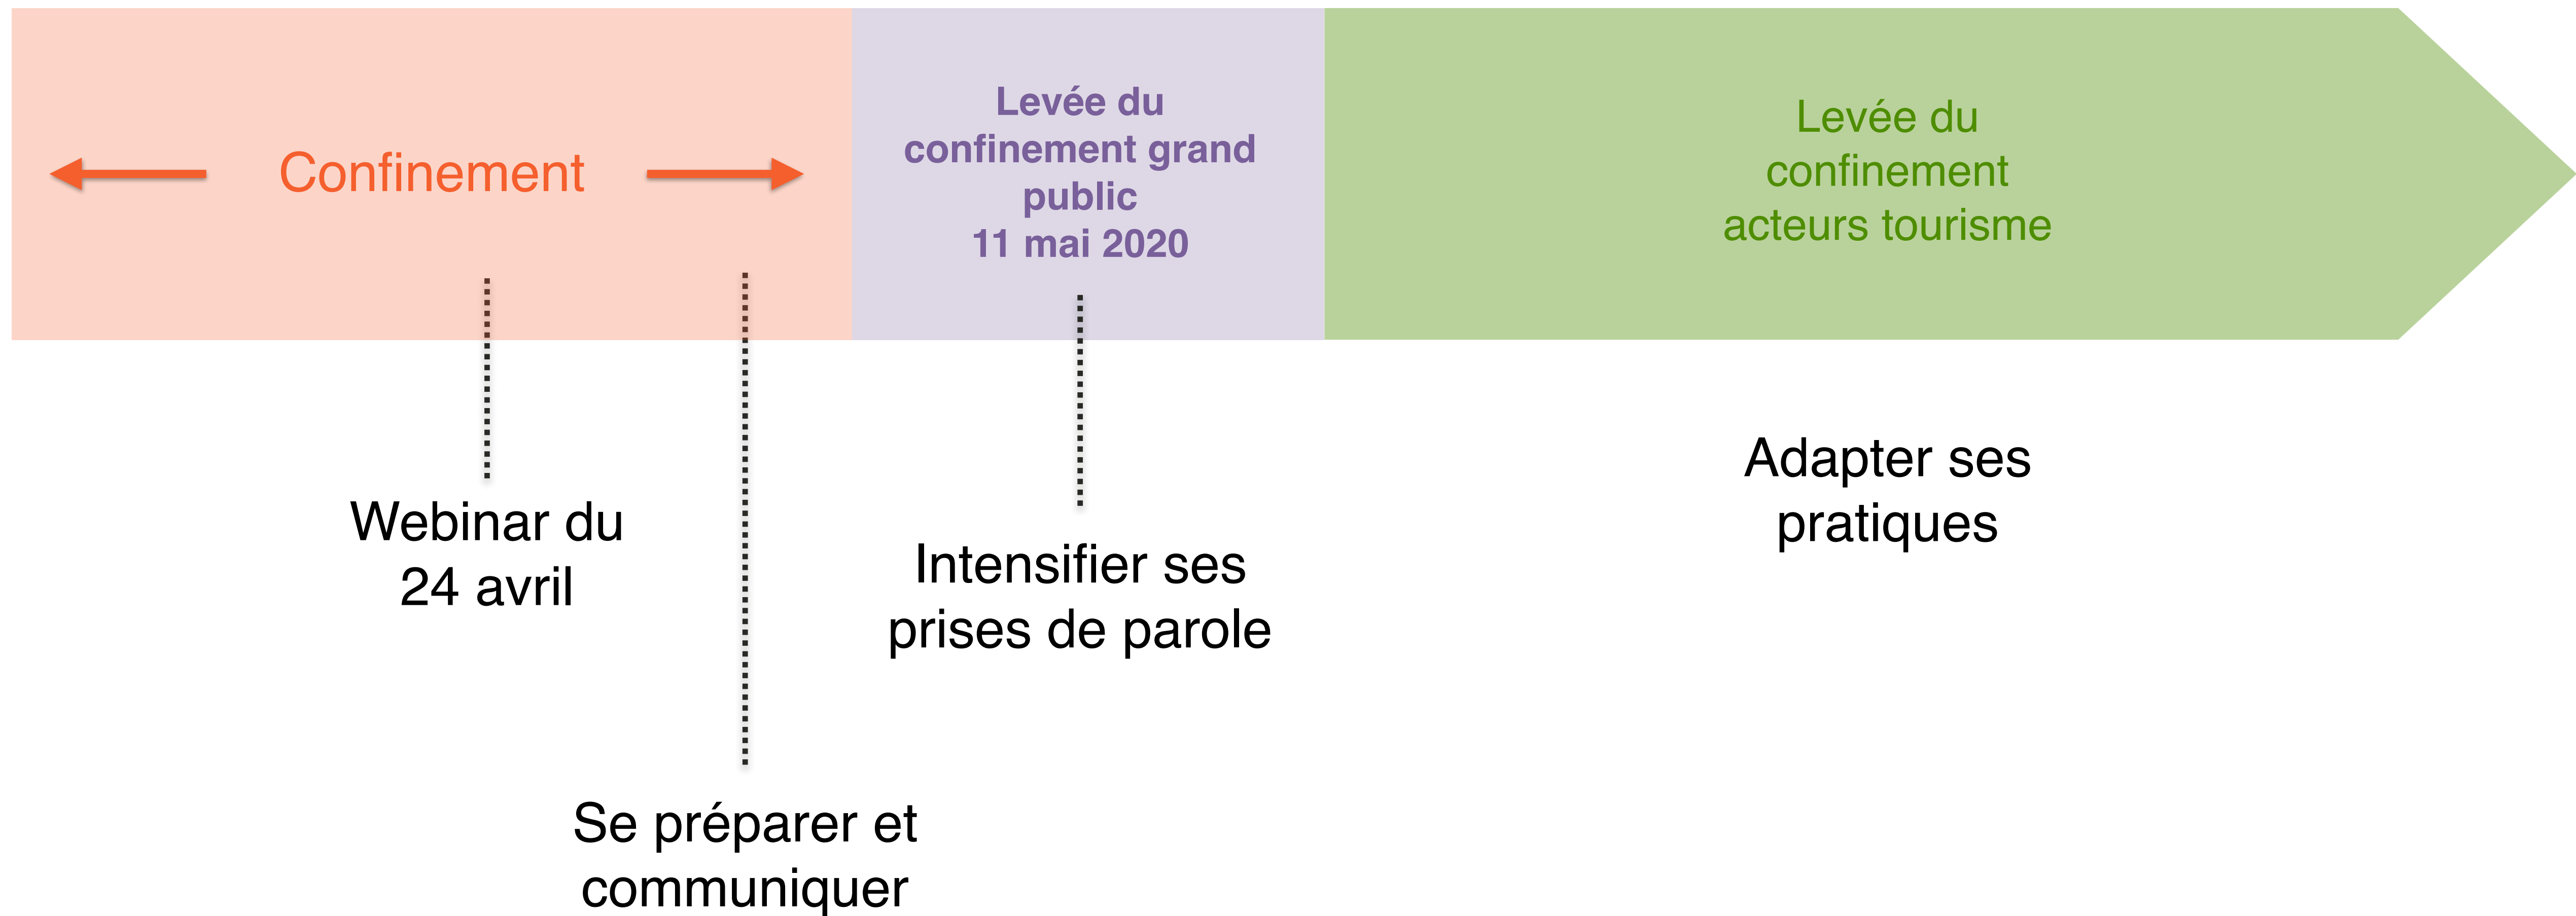 Confinement
Levée du
confinement grand
public
11 mai 2020
Levée du
confinement
acteurs tourisme
Webinar du
24 avril
Se préparer et
communiquer
Intensifier ses
prises de parole
Adapter ses
pratiques